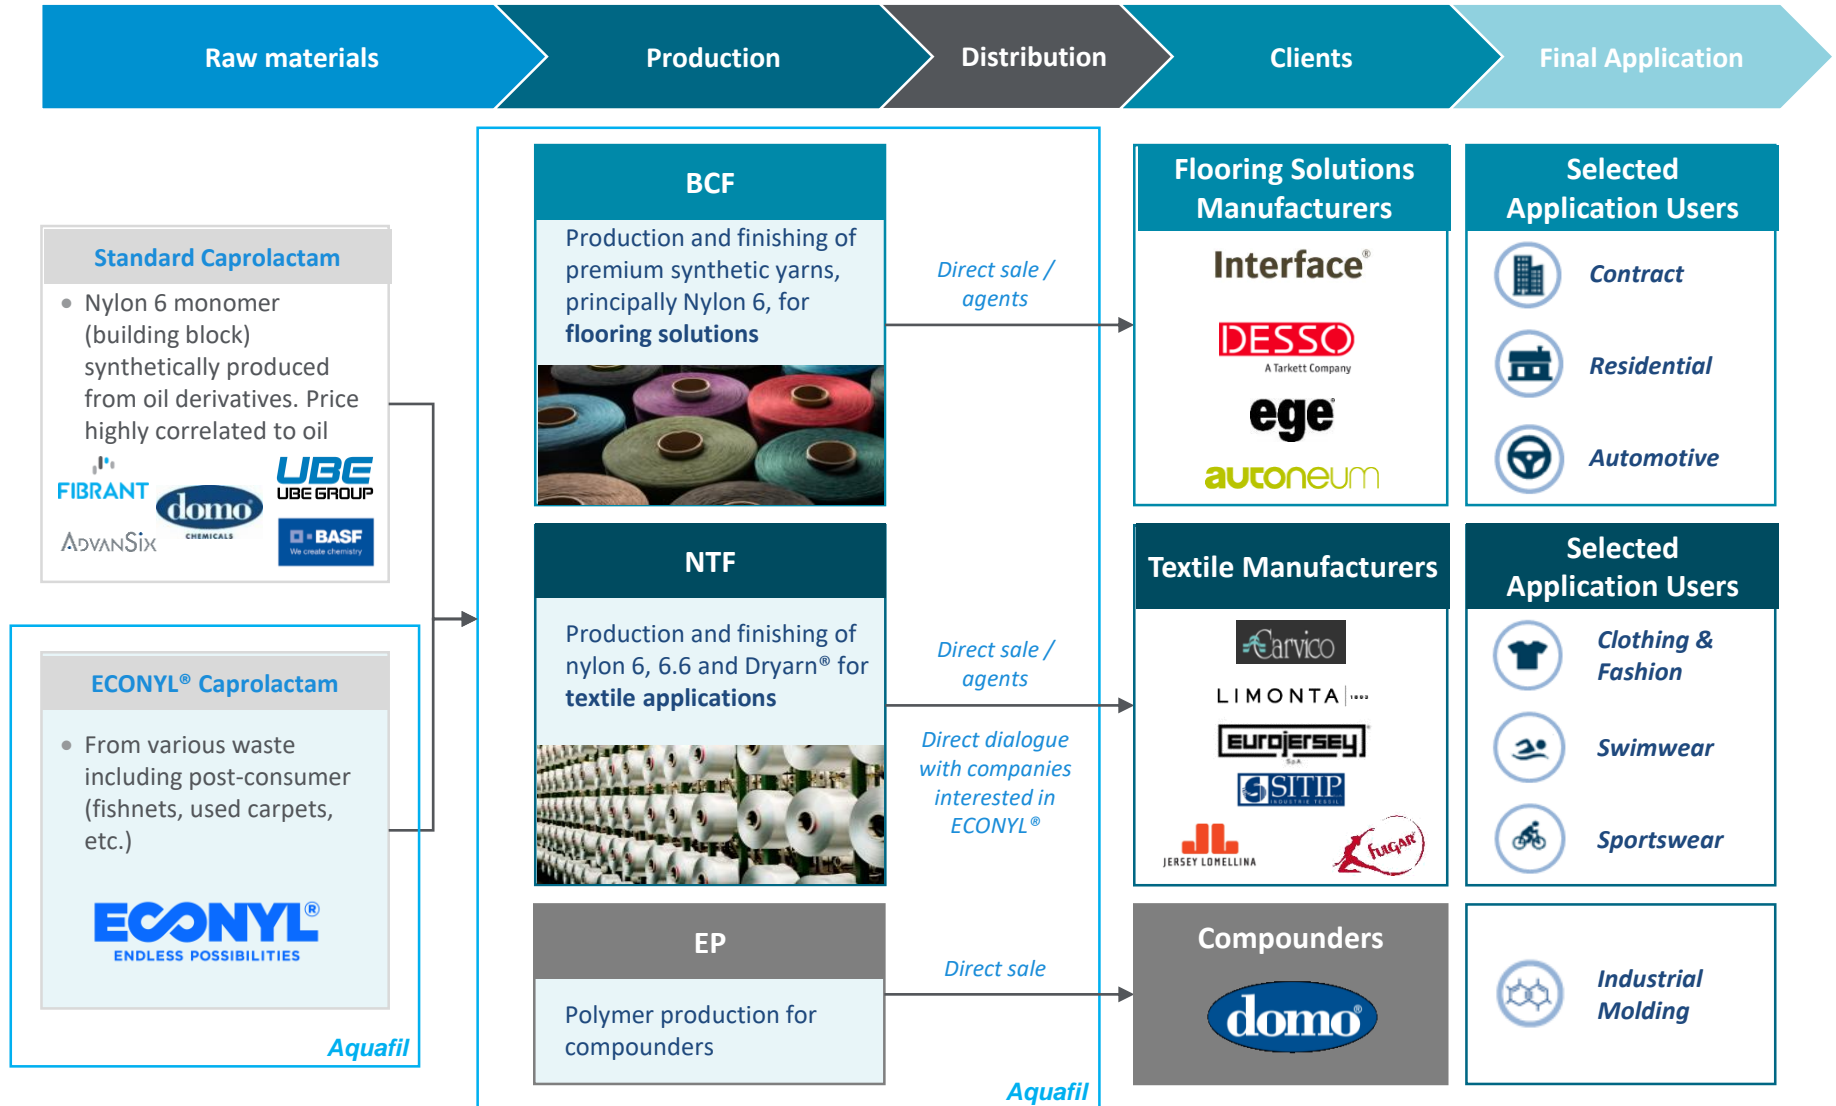 Raw materials
Production
Distribution
Clients
Final Application
Standard Caprolactam
• Nylon 6 monomer
(building block)
synthetically produced
from oil derivatives. Price
highly correlated to oil
FIBRANT
domo
CHEMICALS
UBE
UBE GROUP
ADVANSIX
BASF
We create chemistry
ECONYL® Caprolactam
• From various waste
including post-consumer
(fishnets, used carpets,
etc.)
ECONYL®
ENDLESS POSSIBILITIES
Aquafil
BCF
Production and finishing of
premium synthetic yarns,
principally Nylon 6, for
flooring solutions
NTF
Production and finishing of
nylon 6, 6.6 and Dryarn® for
textile applications
EP
Polymer production for
compounders
Direct sale /
agents
Direct sale /
agents
Direct dialogue
with companies
interested in
ECONYL®
Direct sale
Aquafil
Flooring Solutions
Manufacturers
Interface®
DESSO
A Tarkett Company
ege®
autoneum
Textile Manufacturers
Carvico
LIMONTA
eurojersey®
SpA
SITIP
INDUSTRIE TESSILI
JERSEY LOMELLINA
FULGAR®
Compounders
domo®
Selected
Application Users
Contract
Residential
Automotive
Selected
Application Users
Clothing &
Fashion
Swimwear
Sportswear
Industrial
Molding